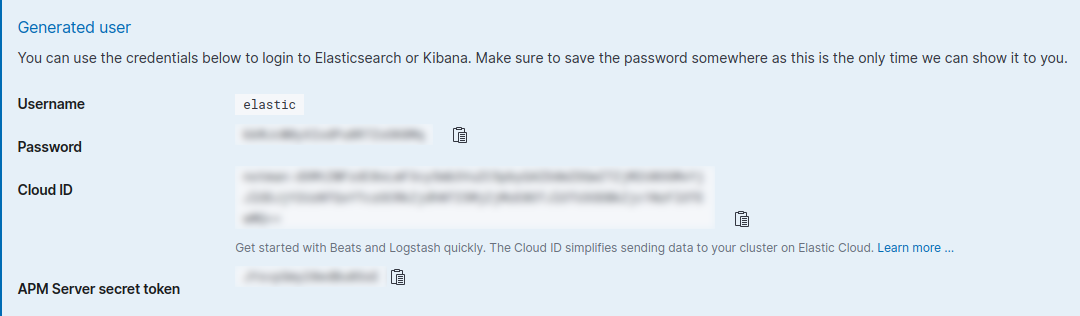 Generated user
You can use the credentials below to login to Elasticsearch or Kibana. Make sure to save the password somewhere as this is the only time we can show it to you.
Username
elastic
Password
Cloud ID
Get started with Beats and Logstash quickly. The Cloud ID simplifies sending data to your cluster on Elastic Cloud. Learn more ...
APM Server secret token